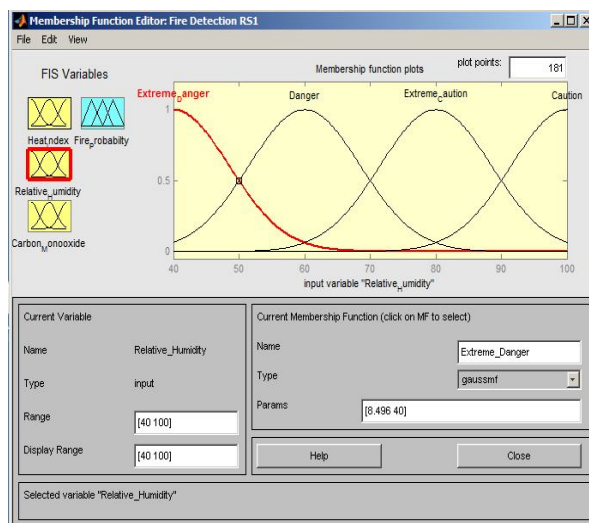 Membership Function Editor: Fire Detection RS1
File Edit View
FIS Variables
Membership function plots
plot points:
181
Extreme_Danger
Danger
Extreme_Caution
Caution
1
0.5
0
40 50 60 70 80 90 100
input variable "Relative_Humidity"
Heat_Index
Fire_Probabilty
Relative_Humidity
Carbon_Monooxide
Current Variable
Name Relative_Humidity
Type input
Range [40 100]
Display Range [40 100]
Current Membership Function (click on MF to select)
Name Extreme_Danger
Type gaussmf
Params [8.496 40]
Help
Close
Selected variable "Relative_Humidity"